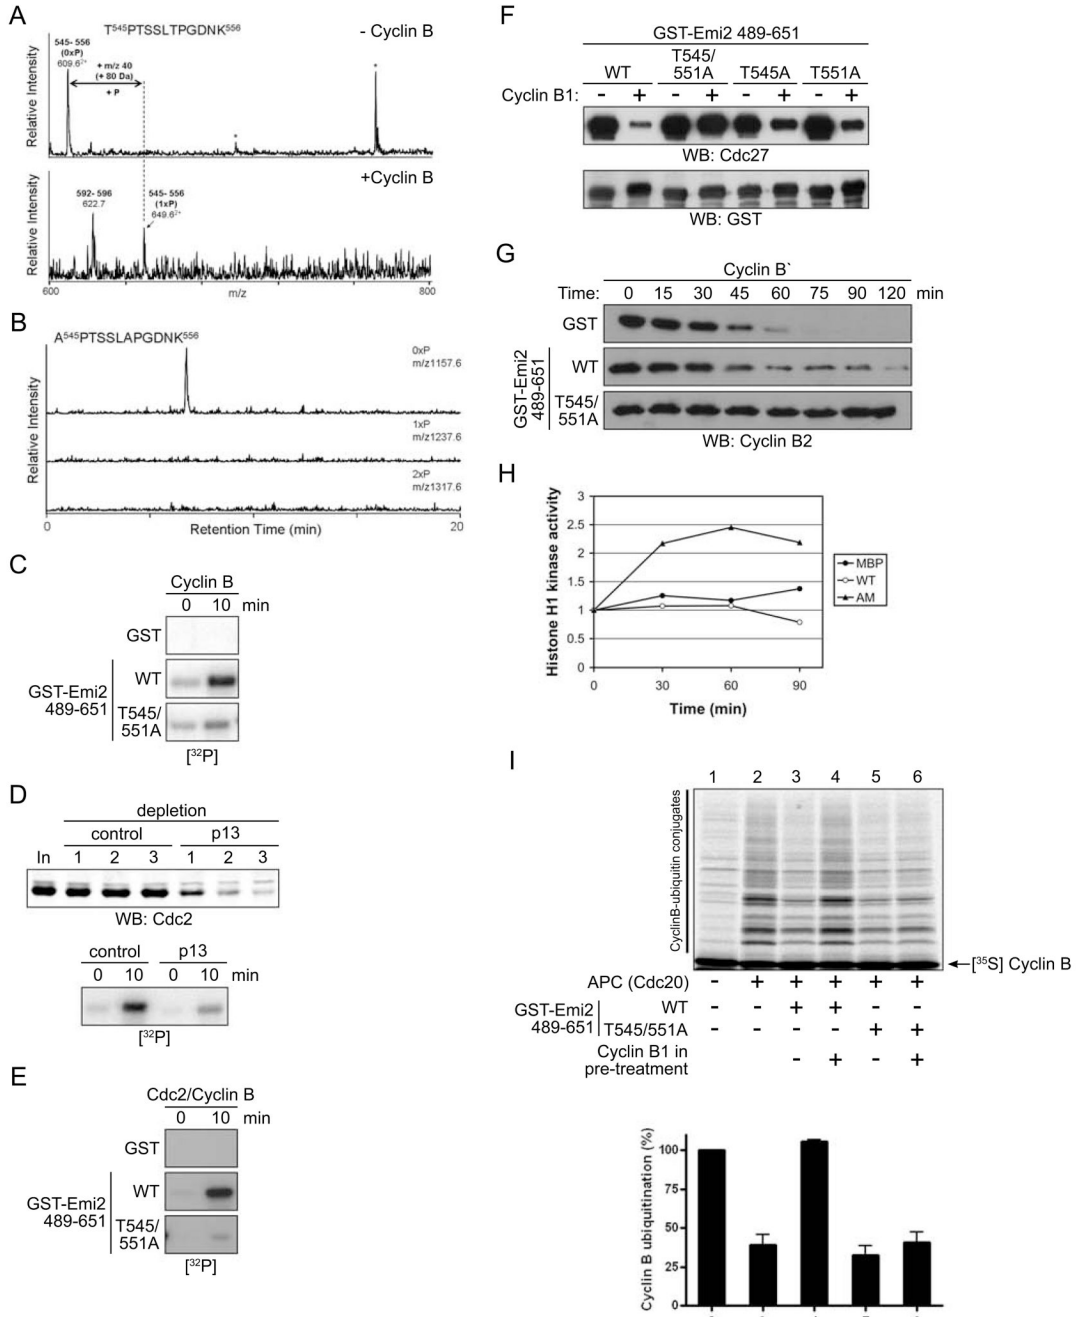 A
T545PTSSLTPGDNK556
- Cyclin B
545- 556
(0xP)
609.62+
+ m/z 40
(+ 80 Da)
+ P
*
*
Relative Intensity
+Cyclin B
592- 596
622.7
545- 556
(1xP)
649.62+
Relative Intensity
600
m/z
800
B
A545PTSSLAPGDNK556
0xP
m/z1157.6
1xP
m/z1237.6
2xP
m/z1317.6
Relative Intensity
0
Retention Time (min)
20
C
Cyclin B
0 10 min
GST
WT
GST-Emi2
489-651
T545/
551A
[32P]
D
depletion
control p13
In 1 2 3 1 2 3
WB: Cdc2
control p13
0 10 0 10 min
[32P]
E
Cdc2/Cyclin B
0 10 min
GST
WT
GST-Emi2
489-651
T545/
551A
[32P]
F
GST-Emi2 489-651
WT T545/
551A T545A T551A
Cyclin B1: - + - + - + - +
WB: Cdc27
WB: GST
G
Cyclin B`
Time: 0 15 30 45 60 75 90 120 min
GST
GST-Emi2
489-651
WT
T545/
551A
WB: Cyclin B2
H
Histone H1 kinase activity
3
2.5
2
1.5
1
0.5
0
0 30 60 90
Time (min)
MBP
WT
AM
I
1 2 3 4 5 6
CyclinB-ubiquitin conjugates
[35S] Cyclin B
APC (Cdc20) - + + + + +
GST-Emi2
489-651
WT - - + + - -
T545/551A - - - - + +
Cyclin B1 in
pre-treatment - + - +
Cyclin B ubiquitination (%)
100
75
50
25
0